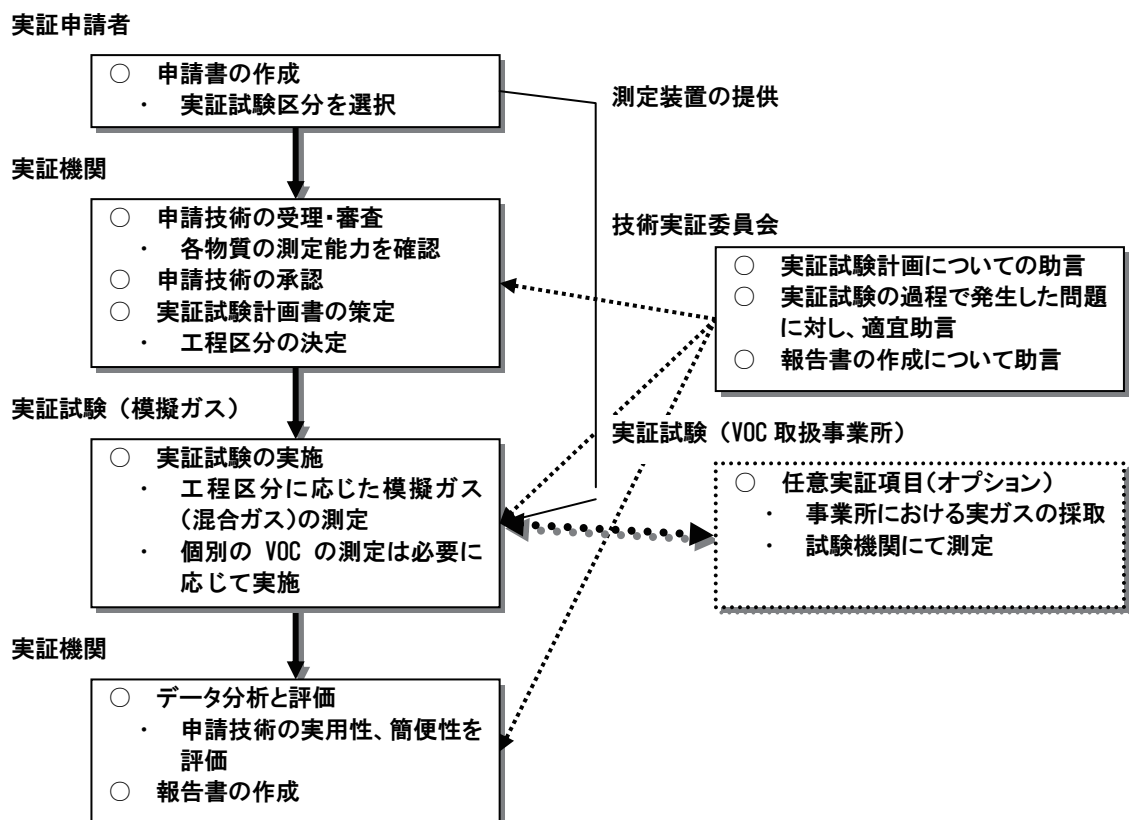 実証申請者
○ 申請書の作成
・ 実証試験区分を選択
測定装置の提供
実証機関
○ 申請技術の受理・審査
・ 各物質の測定能力を確認
○ 申請技術の承認
○ 実証試験計画書の策定
・ 工程区分の決定
技術実証委員会
○ 実証試験計画についての助言
○ 実証試験の過程で発生した問題
に対し、適宜助言
○ 報告書の作成について助言
実証試験（模擬ガス）
○ 実証試験の実施
・ 工程区分に応じた模擬ガス
（混合ガス）の測定
・ 個別の VOC の測定は必要に
応じて実施
実証試験（VOC 取扱事業所）
○ 任意実証項目（オプション）
・ 事業所における実ガスの採取
・ 試験機関にて測定
実証機関
○ データ分析と評価
・ 申請技術の実用性、簡便性を
評価
○ 報告書の作成